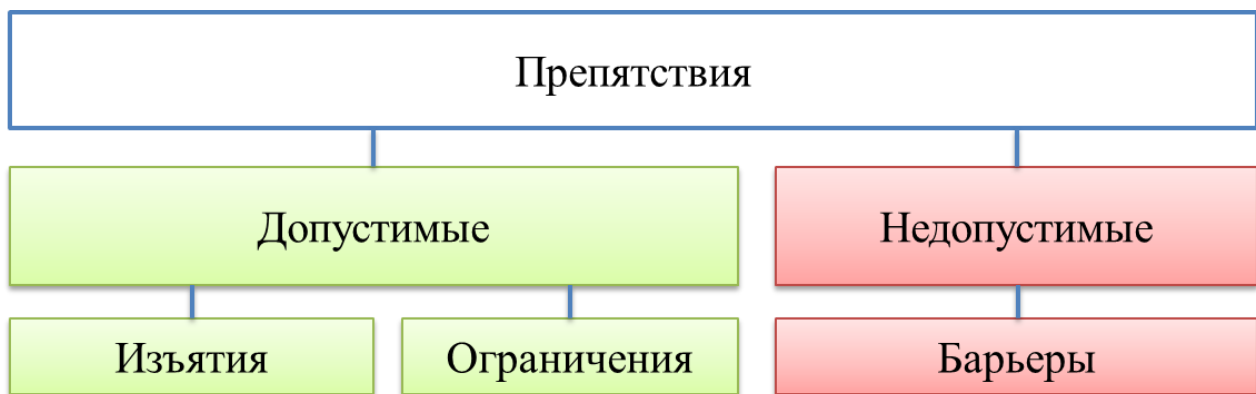 Препятствия
Допустимые
Недопустимые
Изъятия
Ограничения
Барьеры